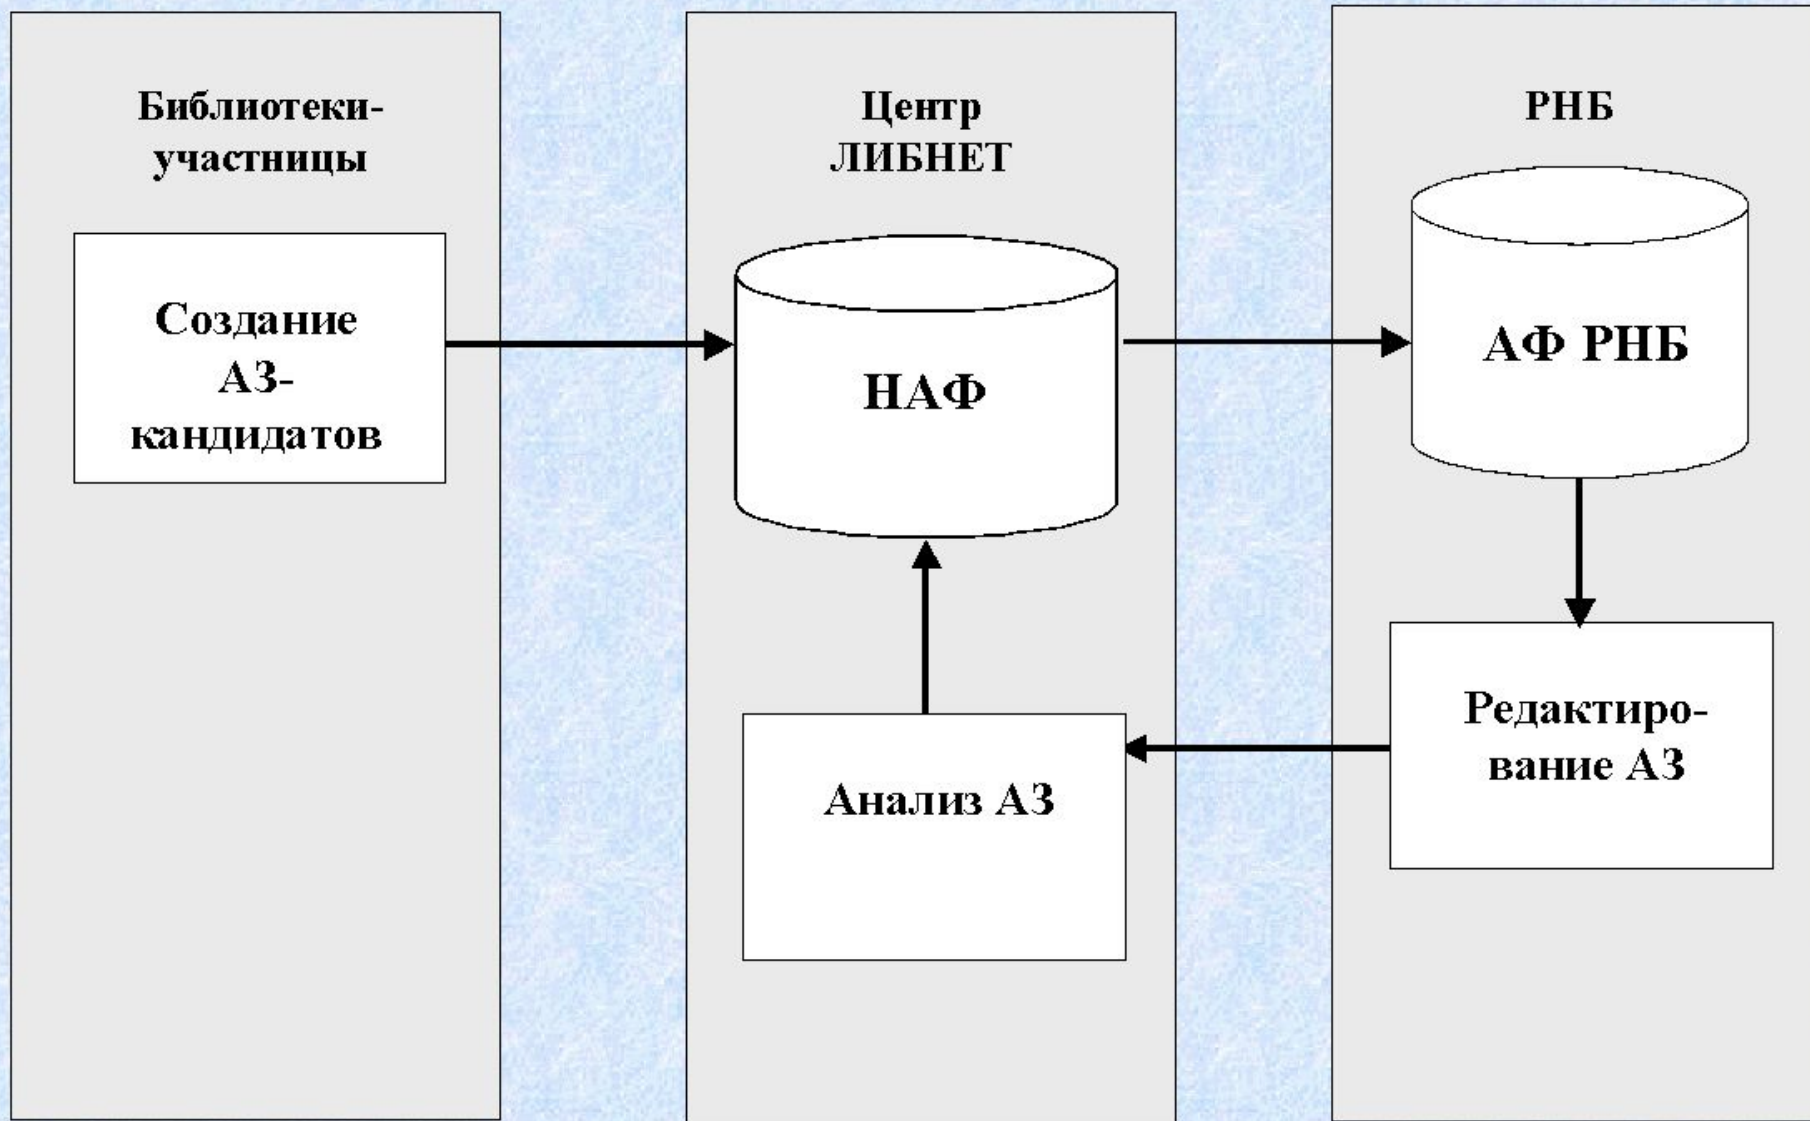 Библиотеки-
участницы
Создание
АЗ-
кандидатов
Центр
ЛИБНЕТ
НАФ
Анализ АЗ
РНБ
АФ РНБ
Редактиро-
вание АЗ